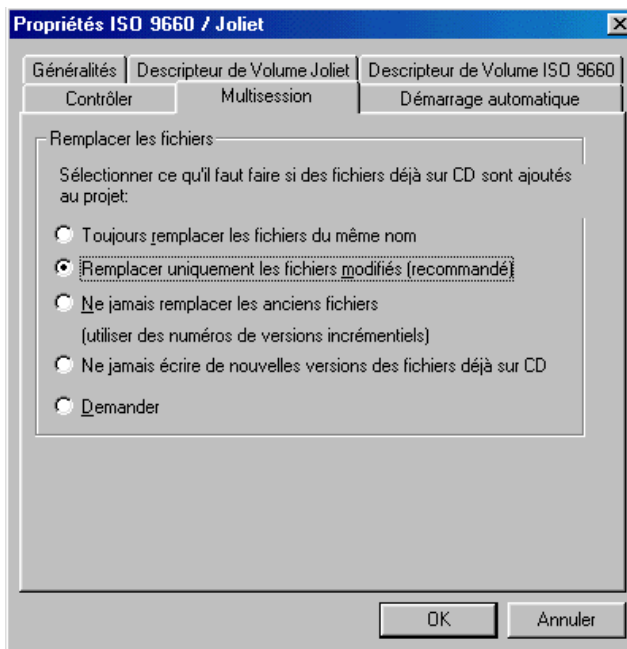 Propriétés ISO 9660 / Joliet
Généralités Descripteur de Volume Joliet Descripteur de Volume ISO 9660
Contrôler Multisession Démarrage automatique
Remplacer les fichiers
Sélectionner ce qu'il faut faire si des fichiers déjà sur CD sont ajoutés
au projet:
Toujours remplacer les fichiers du même nom
Remplacer uniquement les fichiers modifiés (recommandé)
Ne jamais remplacer les anciens fichiers
(utiliser des numéros de versions incrémentiels)
Ne jamais écrire de nouvelles versions des fichiers déjà sur CD
Demander
OK Annuler